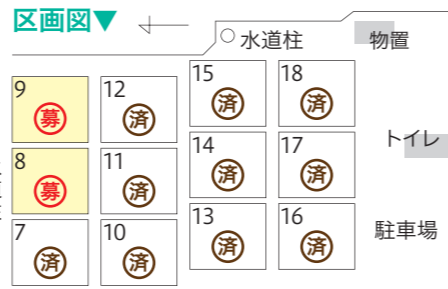 区画図▼
水道柱
物置
9 募
12 済
15 済
18 済
8 募
11 済
14 済
17 済
トイレ
7 済
10 済
13 済
16 済
駐車場